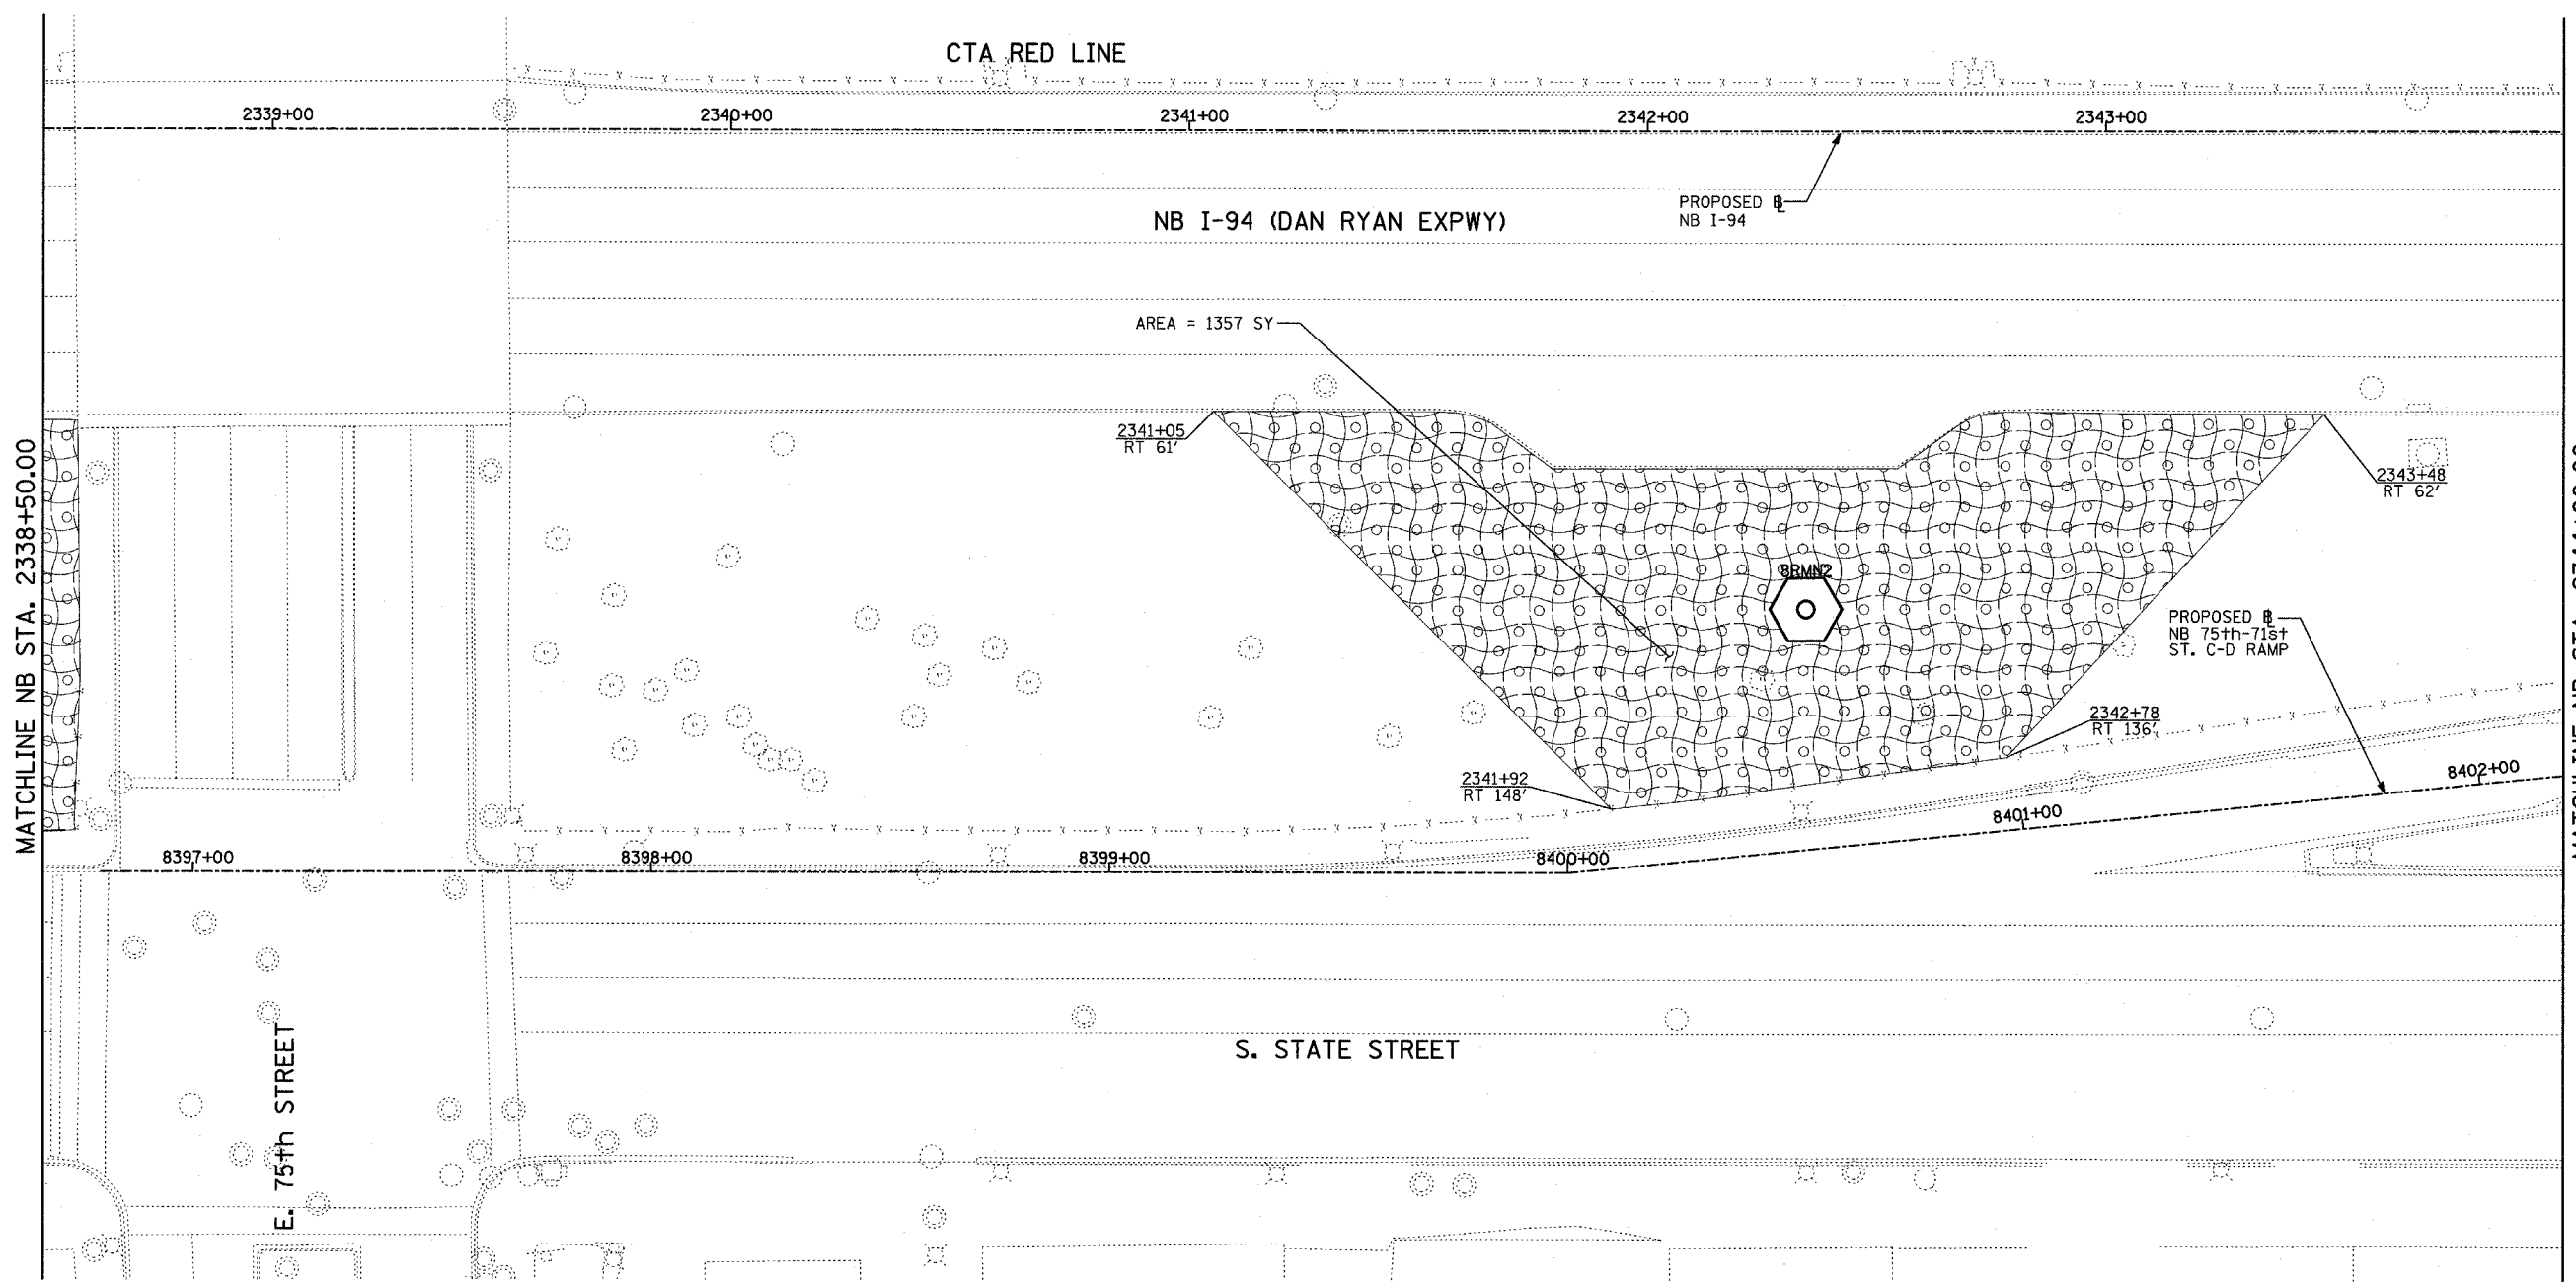 CTA RED LINE
2339+00
2340+00
2341+00
2342+00
2343+00
PROPOSED ℄
NB I-94
NB I-94 (DAN RYAN EXPWY)
AREA = 1357 SY
2341+05
RT 61'
2343+48
RT 62'
MATCHLINE NB STA. 2338+50.00
8RMN2
PROPOSED ℄
NB 75th-71st
ST. C-D RAMP
2342+78
RT 136'
2341+92
RT 148'
8402+00
8401+00
8397+00
8398+00
8399+00
8400+00
S. STATE STREET
E. 75th STREET